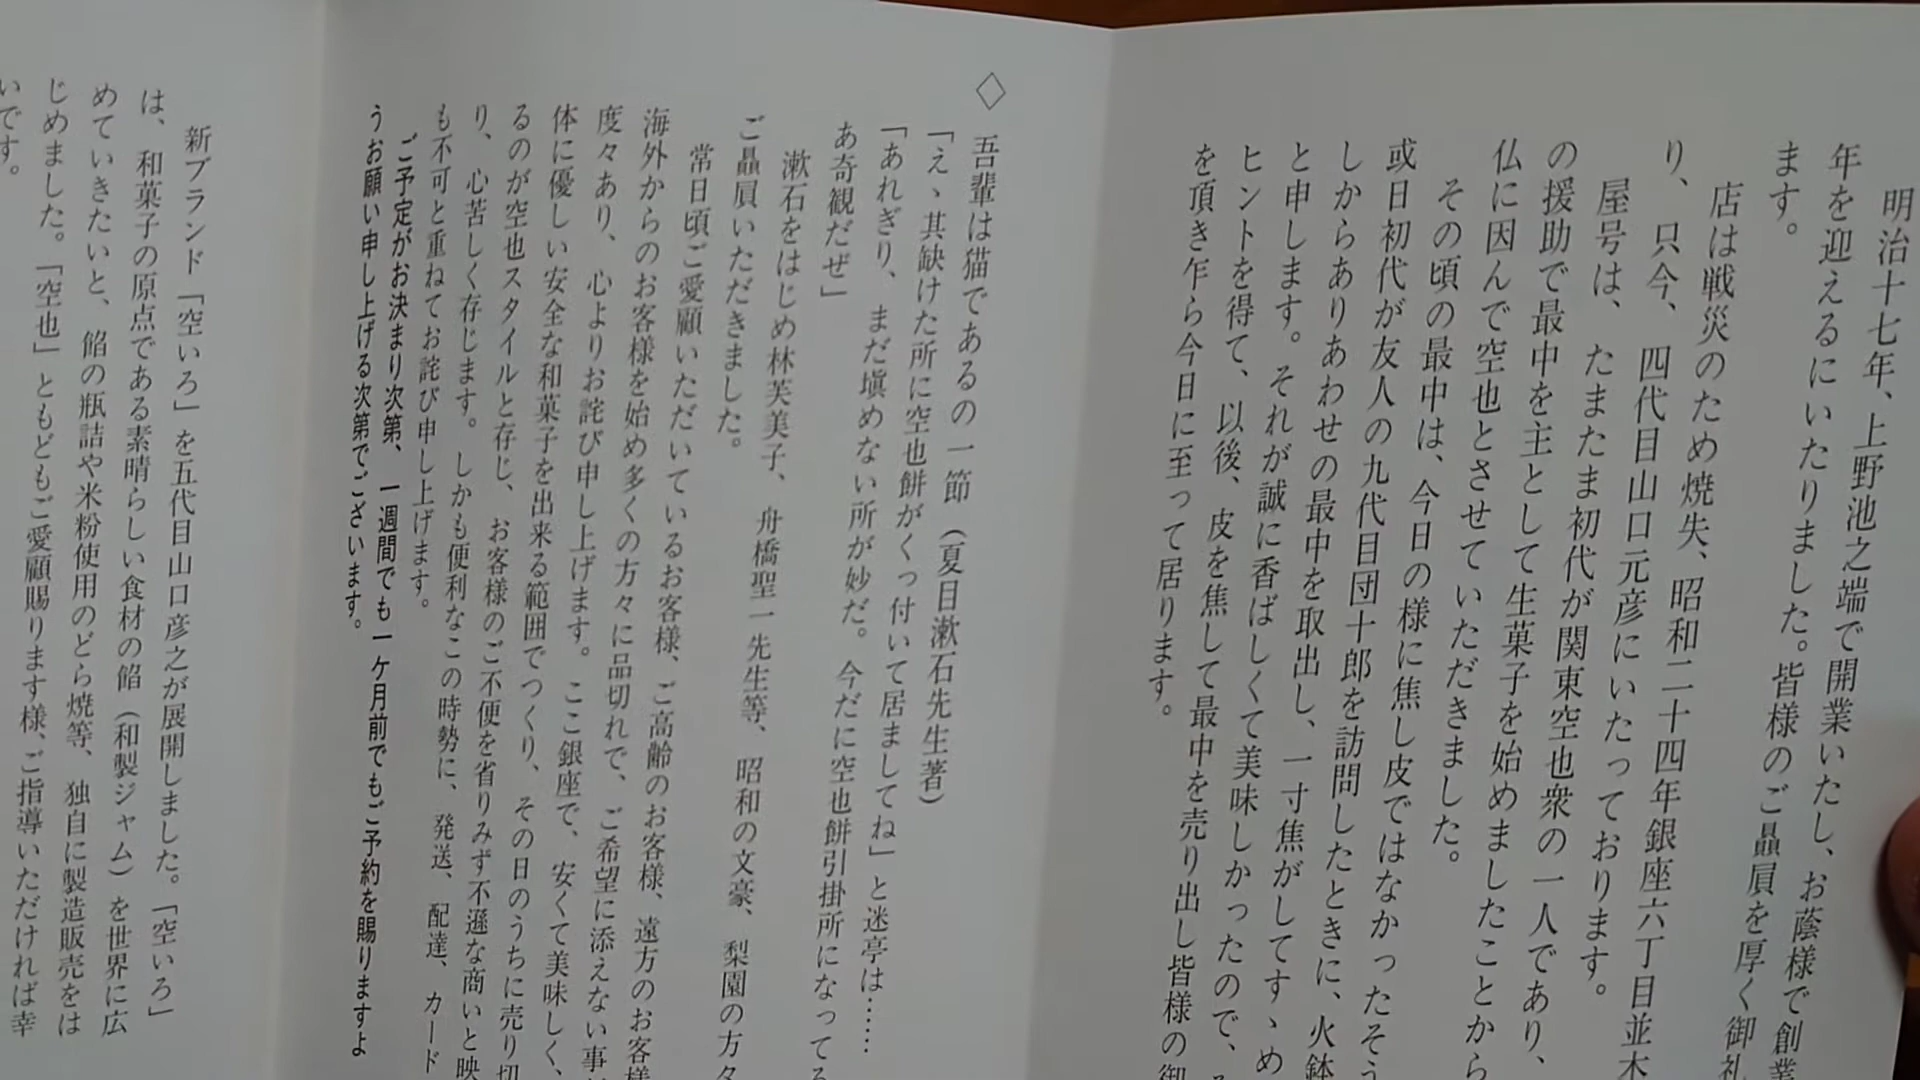 明治十七年、上野池之端で開業いたし、お蔭様で創業
年を迎えるにいたりました。皆様のご贔屓を厚く御礼
ます。
店は戦災のため焼失、昭和二十四年銀座六丁目並木
り、只今、四代目山口元彦にいたっております。
屋号は、たまたま初代が関東空也衆の一人であり、
の援助で最中を主として生菓子を始めましたことから
仏に因んで空也とさせていただきました。
その頃の最中は、今日の様に焦し皮ではなかったそう
或日初代が友人の九代目団十郎を訪問したときに、火鉢
しからありあわせの最中を取出し、一寸焦がしてすゝめ
と申します。それが誠に香ばしくて美味しかったので、
ヒントを得て、以後、皮を焦して最中を売り出し皆様の御
を頂き乍ら今日に至って居ります。
◇
吾輩は猫であるの一節（夏目漱石先生著）
「えゝ其缺けた所に空也餅がくっ付いて居ましてね」と迷亭は……
「あれぎり、まだ塡めない所が妙だ。今だに空也餅引掛所になってる
あ奇観だぜ」
漱石をはじめ林芙美子、舟橋聖一先生等、昭和の文豪、梨園の方々
ご贔屓いただきました。
常日頃ご愛顧いただいているお客様、ご高齢のお客様、遠方のお客様
海外からのお客様を始め多くの方々に品切れで、ご希望に添えない事
度々あり、心よりお詫び申し上げます。ここ銀座で、安くて美味しく、
体に優しい安全な和菓子を出来る範囲でつくり、その日のうちに売り切
るのが空也スタイルと存じ、お客様のご不便を省りみず不遜な商いと映
り、心苦しく存じます。しかも便利なこの時勢に、発送、配達、カード
も不可と重ねてお詫び申し上げます。
ご予定がお決まり次第、一週間でも一ケ月前でもご予約を賜りますよ
うお願い申し上げる次第でございます。
新ブランド「空いろ」を五代目山口彦之が展開しました。「空いろ」
は、和菓子の原点である素晴らしい食材の餡（和製ジャム）を世界に広
めていきたいと、餡の瓶詰や米粉使用のどら焼等、独自に製造販売をは
じめました。「空也」ともどもご愛顧賜ります様、ご指導いただければ幸
いです。